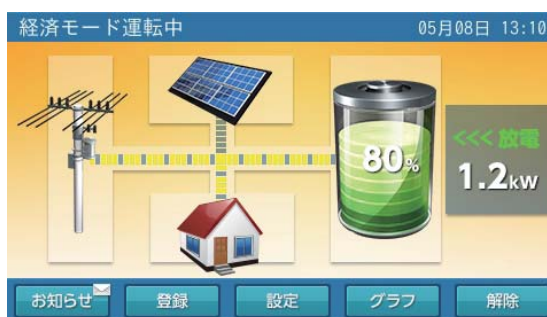 経済モード運転中 05月08日 13:10
80%
<<< 放電
1.2kW
お知らせ 登録 設定 グラフ 解除